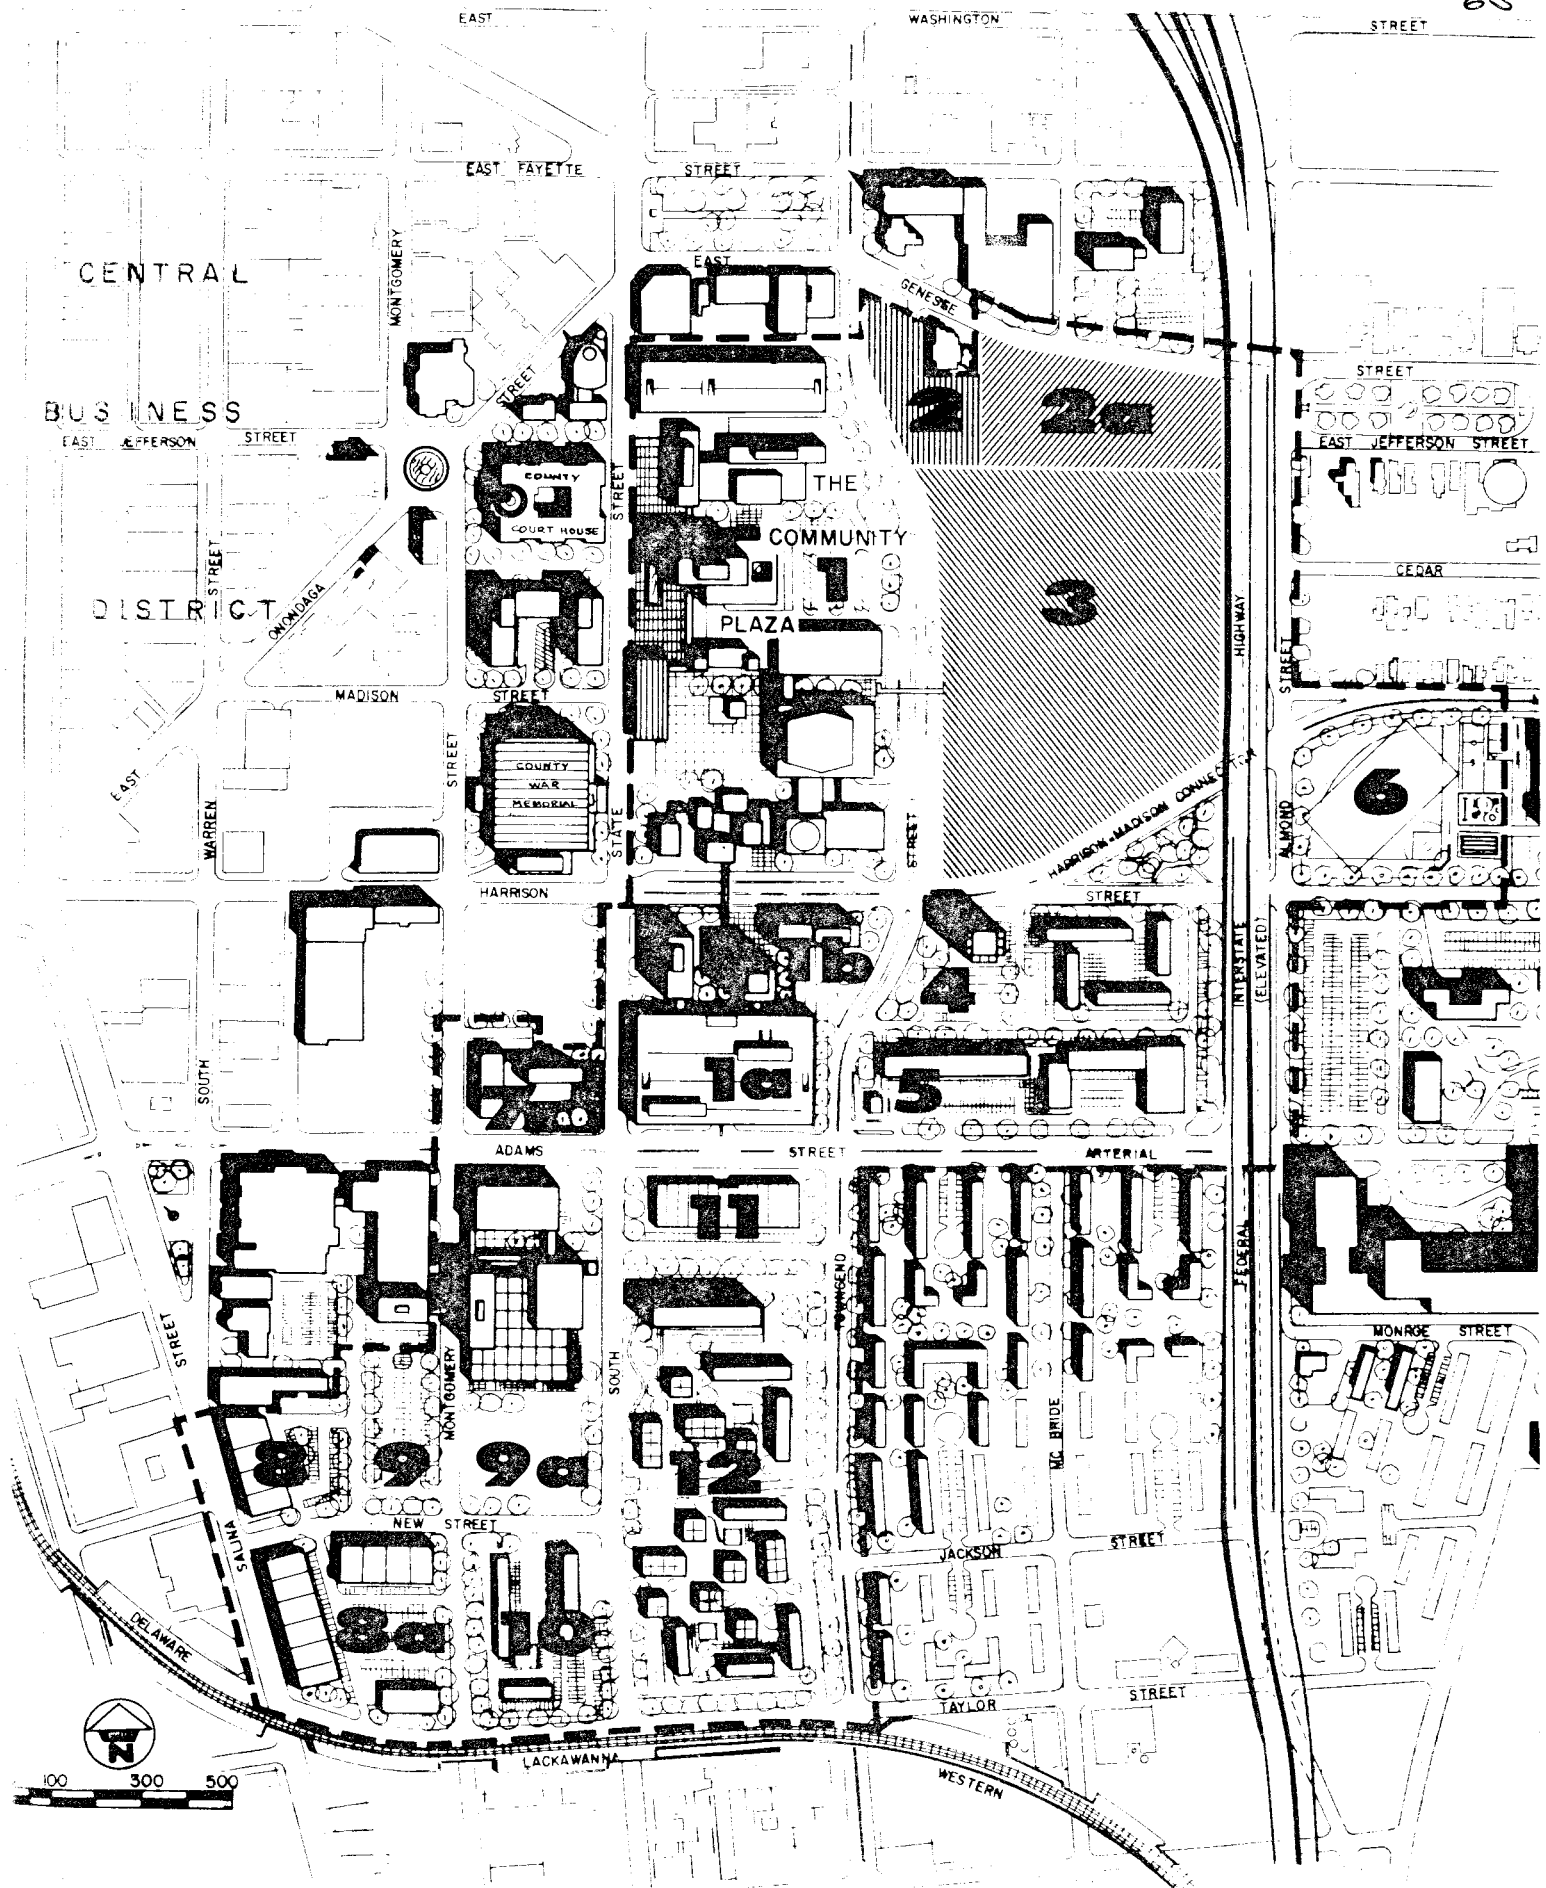 EAST
WASHINGTON
STREET
EAST FAYETTE
STREET
CENTRAL
MONTGOMERY
EAST
GENESEE
STREET
STREET
BUSINESS
2
2a
EAST JEFFERSON STREET
EAST JEFFERSON STREET
COUNTY
COURT HOUSE
STREET
THE
COMMUNITY
1
STREET
ONONDAGA
DISTRICT
CEDAR
3
PLAZA
HIGHWAY
STREET
MADISON
STREET
STREET
COUNTY
WAR
MEMORIAL
EAST
WARREN
STATE
STREET
HARRISON-MADISON CONNECTOR
ALMOND
6
HARRISON
STREET
1b
4
INTERSTATE
(ELEVATED)
SOUTH
7
1a
5
ADAMS
STREET
ARTERIAL
11
TOWNSEND
FEDERAL
STREET
MONTGOMERY
SOUTH
MONROE STREET
MC BRIDE
8
9
9a
12
NEW STREET
SALINA
JACKSON
STREET
8a
10
DELAWARE
TAYLOR
STREET
N
LACKAWANNA
WESTERN
100 300 500